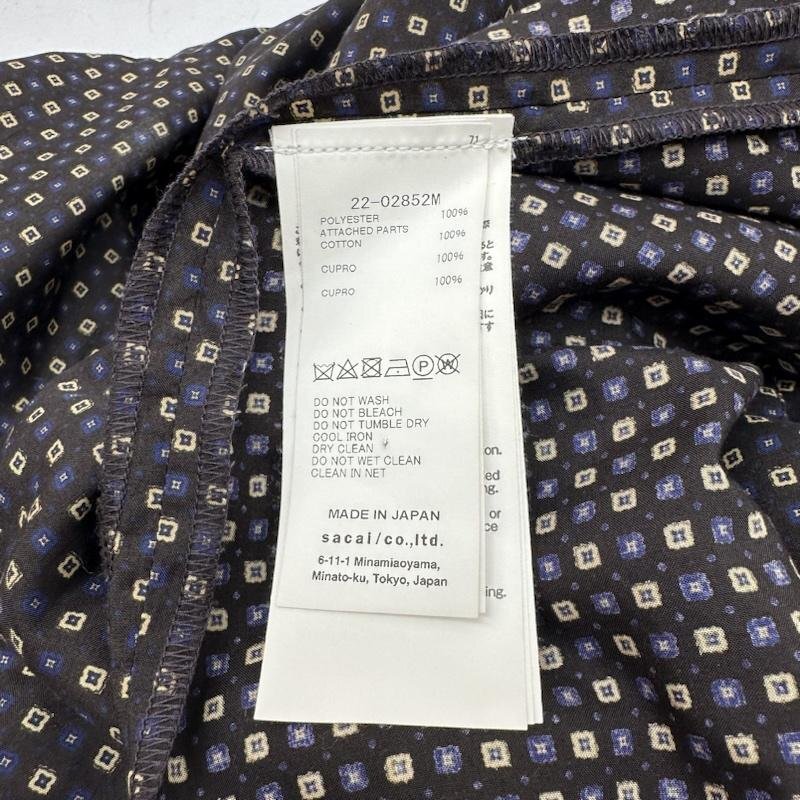 71
22-02852M
POLYESTER 100%
ATTACHED PARTS
COTTON 100%
CUPRO 100%
CUPRO 100%
P W
DO NOT WASH
DO NOT BLEACH
DO NOT TUMBLE DRY
COOL IRON
DRY CLEAN
DO NOT WET CLEAN
CLEAN IN NET
MADE IN JAPAN
sacai/co.,ltd.
6-11-1 Minamiaoyama,
Minato-ku, Tokyo, Japan